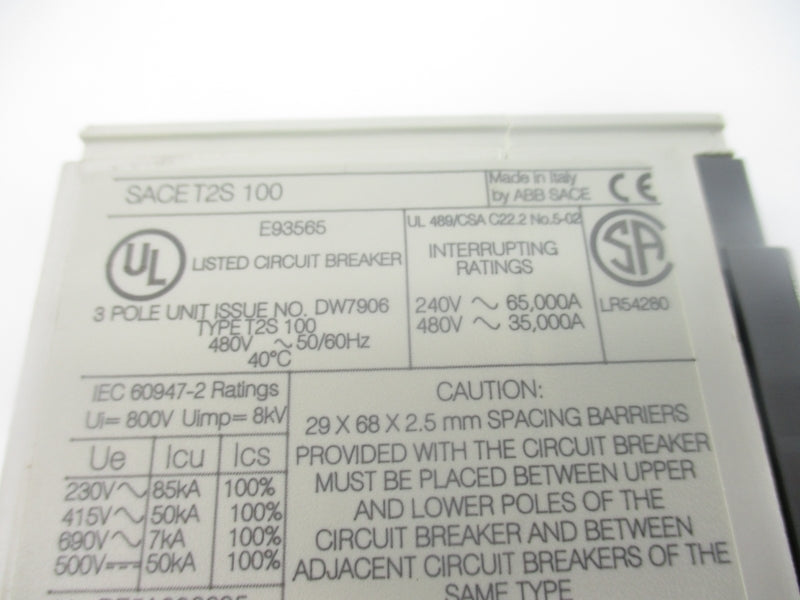 SACE T2S 100
Made in Italy
by ABB SACE
CE
UL
E93565
LISTED CIRCUIT BREAKER
3 POLE UNIT ISSUE NO. DW7906
TYPE T2S 100
480V ~ 50/60Hz
40°C
UL 489/CSA C22.2 No.5-02
INTERRUPTING
RATINGS
240V ~ 65,000A
480V ~ 35,000A
SA
LR54280
IEC 60947-2 Ratings
Ui= 800V Uimp= 8kV
Ue Icu Ics
230V~ 85kA 100%
415V~ 50kA 100%
690V~ 7kA 100%
500V⎓ 50kA 100%
CAUTION:
29 X 68 X 2.5 mm SPACING BARRIERS
PROVIDED WITH THE CIRCUIT BREAKER
MUST BE PLACED BETWEEN UPPER
AND LOWER POLES OF THE
CIRCUIT BREAKER AND BETWEEN
ADJACENT CIRCUIT BREAKERS OF THE
SAME TYPE